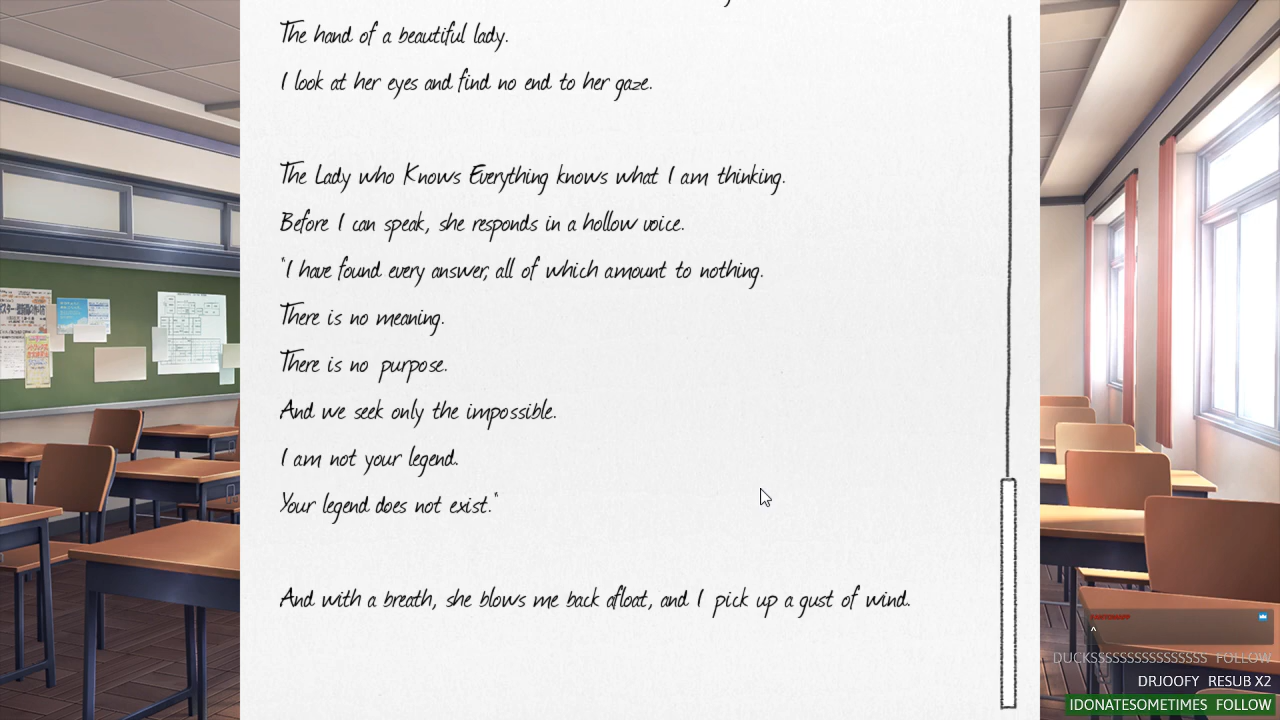 The hand of a beautiful lady.
I look at her eyes and find no end to her gaze.
The Lady who Knows Everything knows what I am thinking.
Before I can speak, she responds in a hollow voice.
"I have found every answer, all of which amount to nothing.
There is no meaning.
There is no purpose.
And we seek only the impossible.
I am not your legend.
Your legend does not exist."
And with a breath, she blows me back afloat, and I pick up a gust of wind.
^
DUCKSSSSSSSSSSSSSSSSS FOLLOW
DRJOOFY RESUB X2
IDONATESOMETIMES FOLLOW